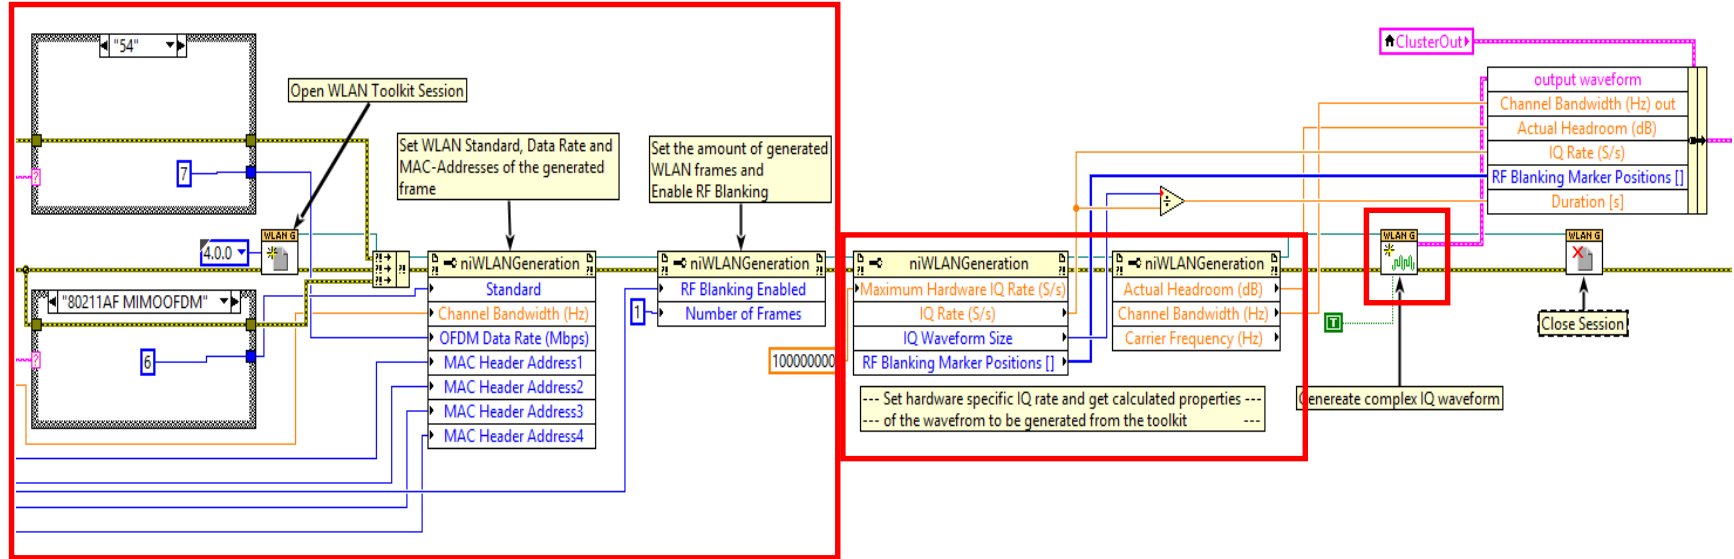 "54"
Open WLAN Toolkit Session
Set WLAN Standard, Data Rate and
MAC-Addresses of the generated
frame
Set the amount of generated
WLAN frames and
Enable RF Blanking
7
?
WLAN G
4.0.0
"80211AF MIMOOFDM"
?
6
niWLANGeneration
Standard
Channel Bandwidth (Hz)
OFDM Data Rate (Mbps)
MAC Header Address1
MAC Header Address2
MAC Header Address3
MAC Header Address4
niWLANGeneration
RF Blanking Enabled
Number of Frames
1
100000000
niWLANGeneration
Maximum Hardware IQ Rate (S/s)
IQ Rate (S/s)
IQ Waveform Size
RF Blanking Marker Positions []
--- Set hardware specific IQ rate and get calculated properties ---
--- of the wavefrom to be generated from the toolkit ---
niWLANGeneration
Actual Headroom (dB)
Channel Bandwidth (Hz)
Carrier Frequency (Hz)
÷
ClusterOut
output waveform
Channel Bandwidth (Hz) out
Actual Headroom (dB)
IQ Rate (S/s)
RF Blanking Marker Positions []
Duration [s]
WLAN G
T
Genereate complex IQ waveform
WLAN G
Close Session